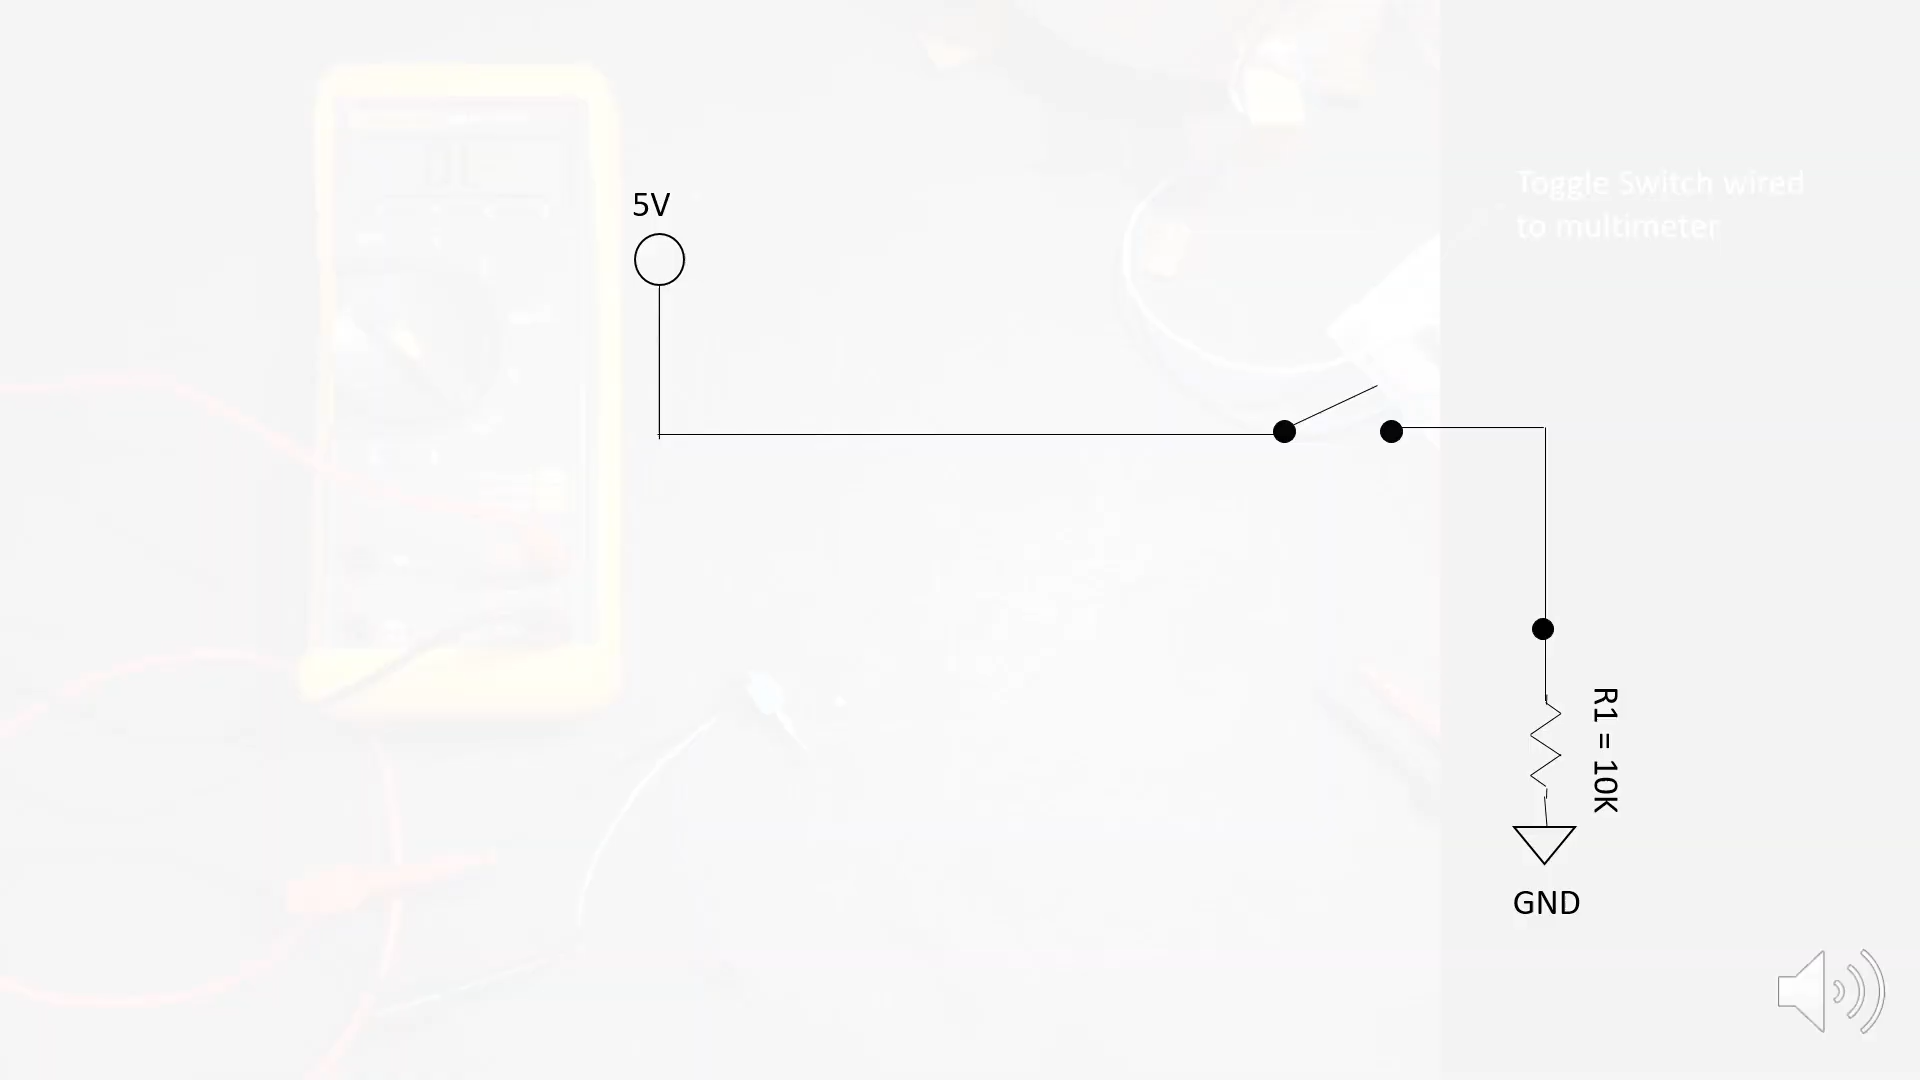 Toggle Switch wired
to multimeter
5V
R1 = 10K
GND